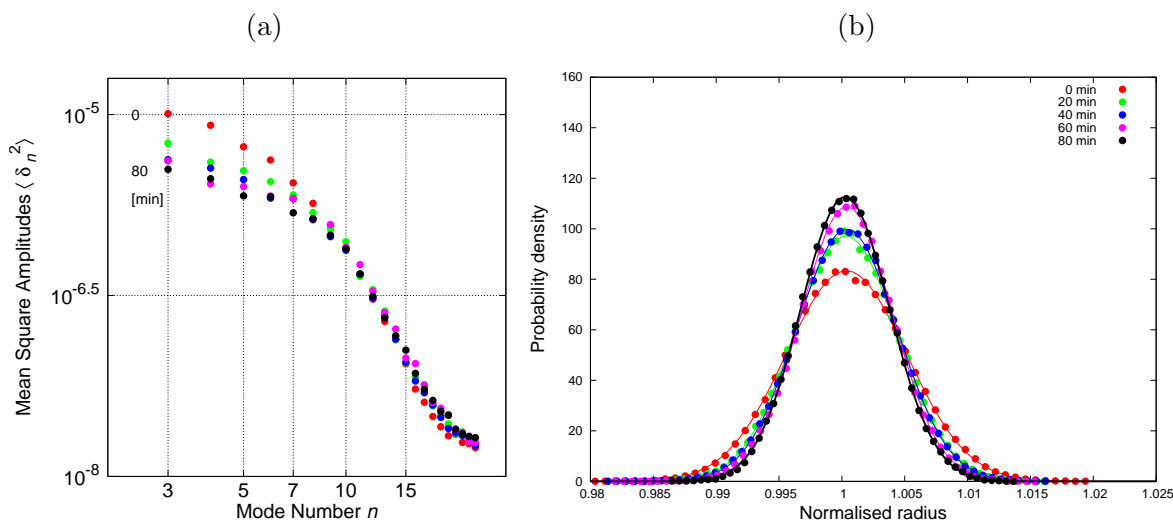 (a)
Mean Square Amplitudes ⟨ δₙ² ⟩
10⁻⁵
10⁻⁶·⁵
10⁻⁸
0
80
[min]
3 5 7 10 15
Mode Number n
(b)
Probability density
160
140
120
100
80
60
40
20
0
0 min
20 min
40 min
60 min
80 min
0.98 0.985 0.99 0.995 1 1.005 1.01 1.015 1.02 1.025
Normalised radius